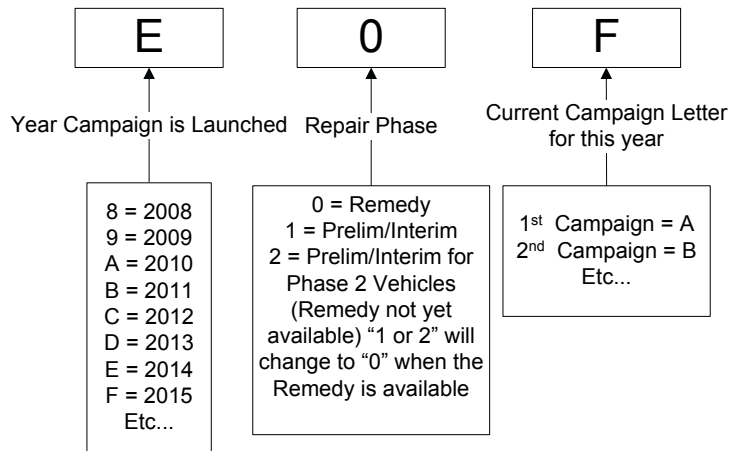 E
0
F
Year Campaign is Launched
Repair Phase
Current Campaign Letter
for this year
8 = 2008
9 = 2009
A = 2010
B = 2011
C = 2012
D = 2013
E = 2014
F = 2015
Etc...
0 = Remedy
1 = Prelim/Interim
2 = Prelim/Interim for
Phase 2 Vehicles
(Remedy not yet
available) “1 or 2” will
change to “0” when the
Remedy is available
1st Campaign = A
2nd Campaign = B
Etc...